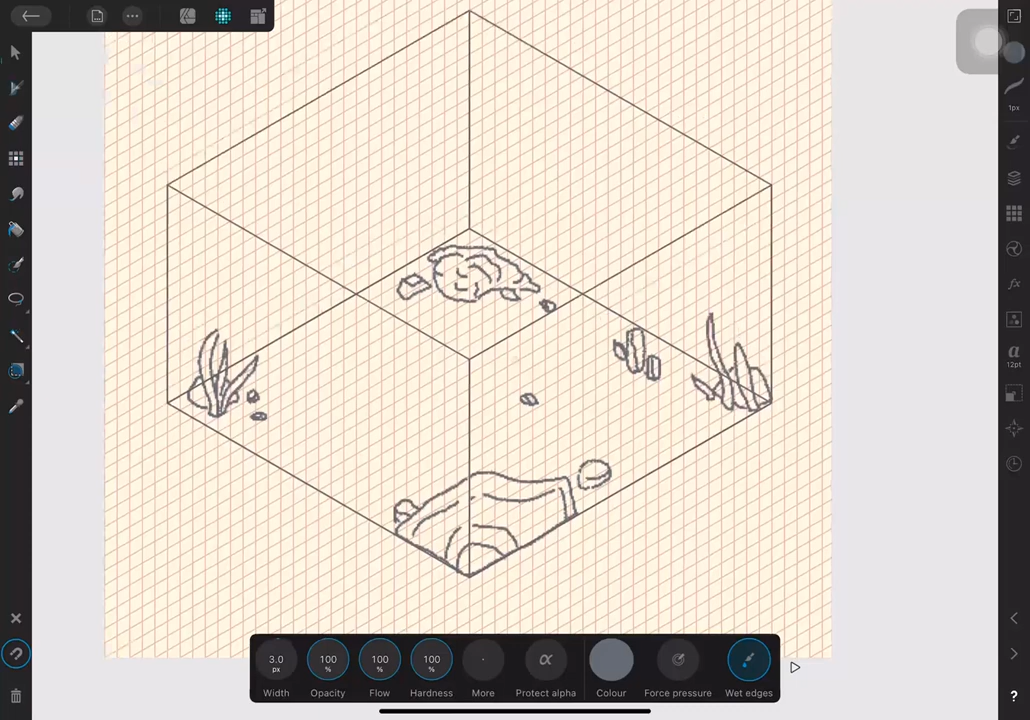 1px
fx
a
12pt
3.0
px
100
%
100
%
100
%
α
Width
Opacity
Flow
Hardness
More
Protect alpha
Colour
Force pressure
Wet edges
?